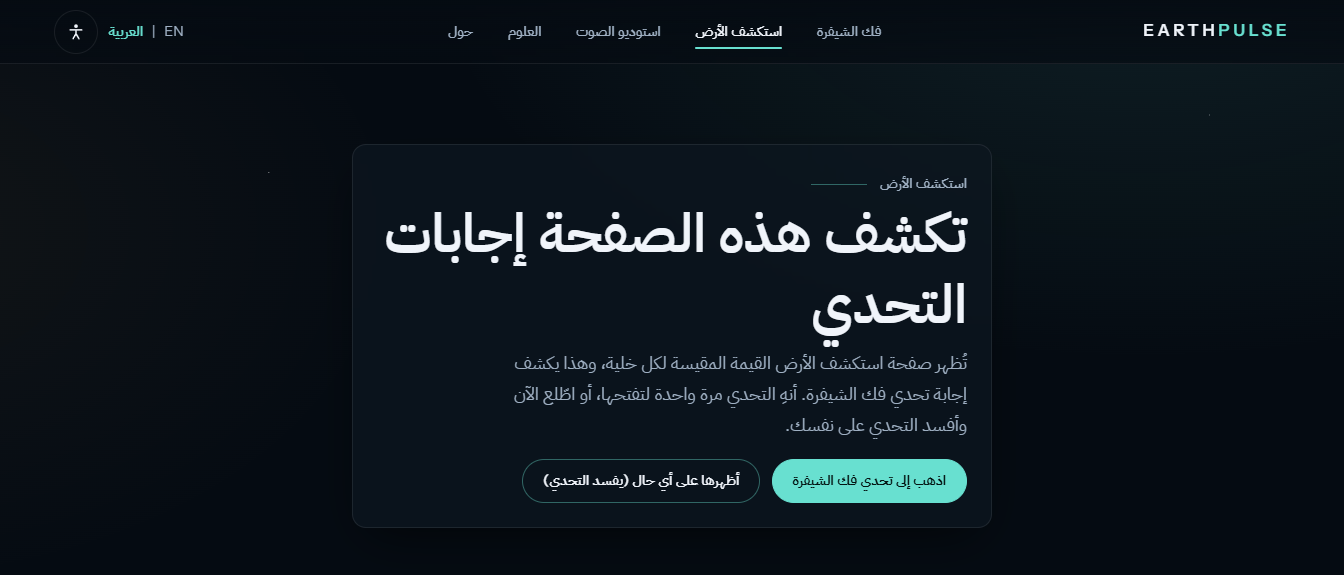 EARTHPULSE
فك الشيفرة
استكشف الأرض
استوديو الصوت
العلوم
حول
EN | العربية
استكشف الأرض
تكشف هذه الصفحة إجابات
التحدي
تُظهر صفحة استكشف الأرض القيمة المقيسة لكل خلية، وهذا يكشف
إجابة تحدي فك الشيفرة. أنهِ التحدي مرة واحدة لتفتحها، أو اطّلع الآن
وأفسد التحدي على نفسك.
اذهب إلى تحدي فك الشيفرة
أظهرها على أي حال (يفسد التحدي)